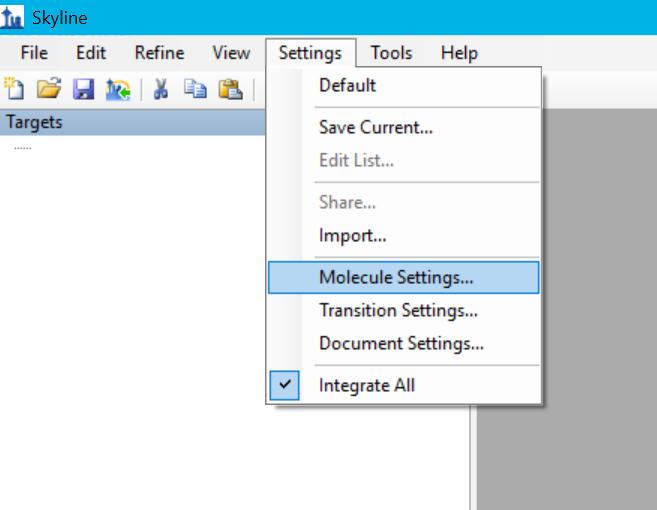 Skyline
File Edit Refine View Settings Tools Help
Targets
......
Default
Save Current...
Edit List...
Share...
Import...
Molecule Settings...
Transition Settings...
Document Settings...
Integrate All